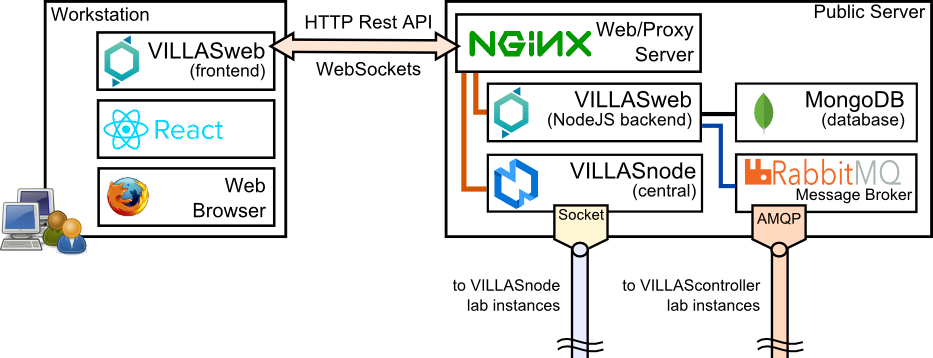 Workstation
VILLASweb
(frontend)
React
Web
Browser
HTTP Rest API
WebSockets
Public Server
NGiNX
Web/Proxy
Server
VILLASweb
(NodeJS backend)
MongoDB
(database)
VILLASnode
(central)
RabbitMQ
Message Broker
Socket
AMQP
to VILLASnode
lab instances
to VILLAScontroller
lab instances